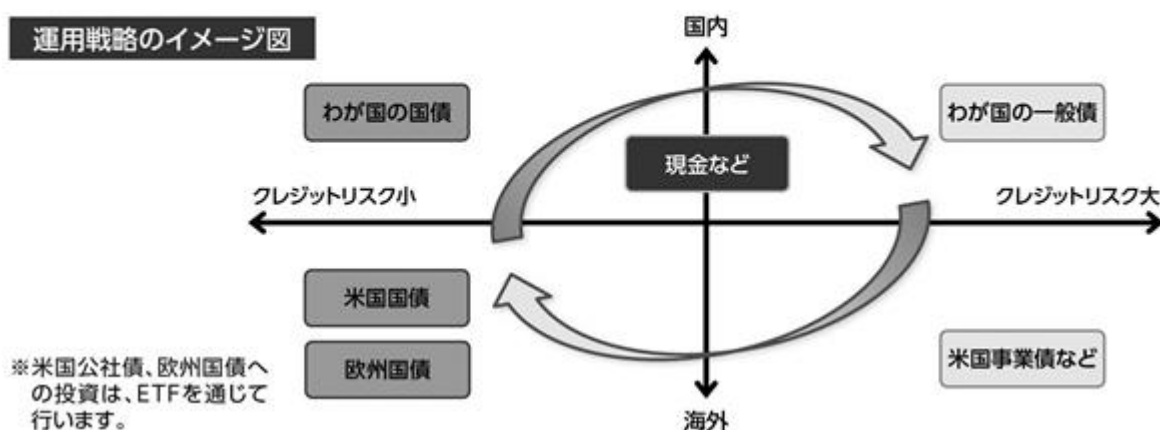 運用戦略のイメージ図
国内
わが国の国債
わが国の一般債
現金など
クレジットリスク小
クレジットリスク大
米国国債
欧州国債
米国事業債など
※米国公社債、欧州国債へ
の投資は、ETFを通じて
行います。
海外